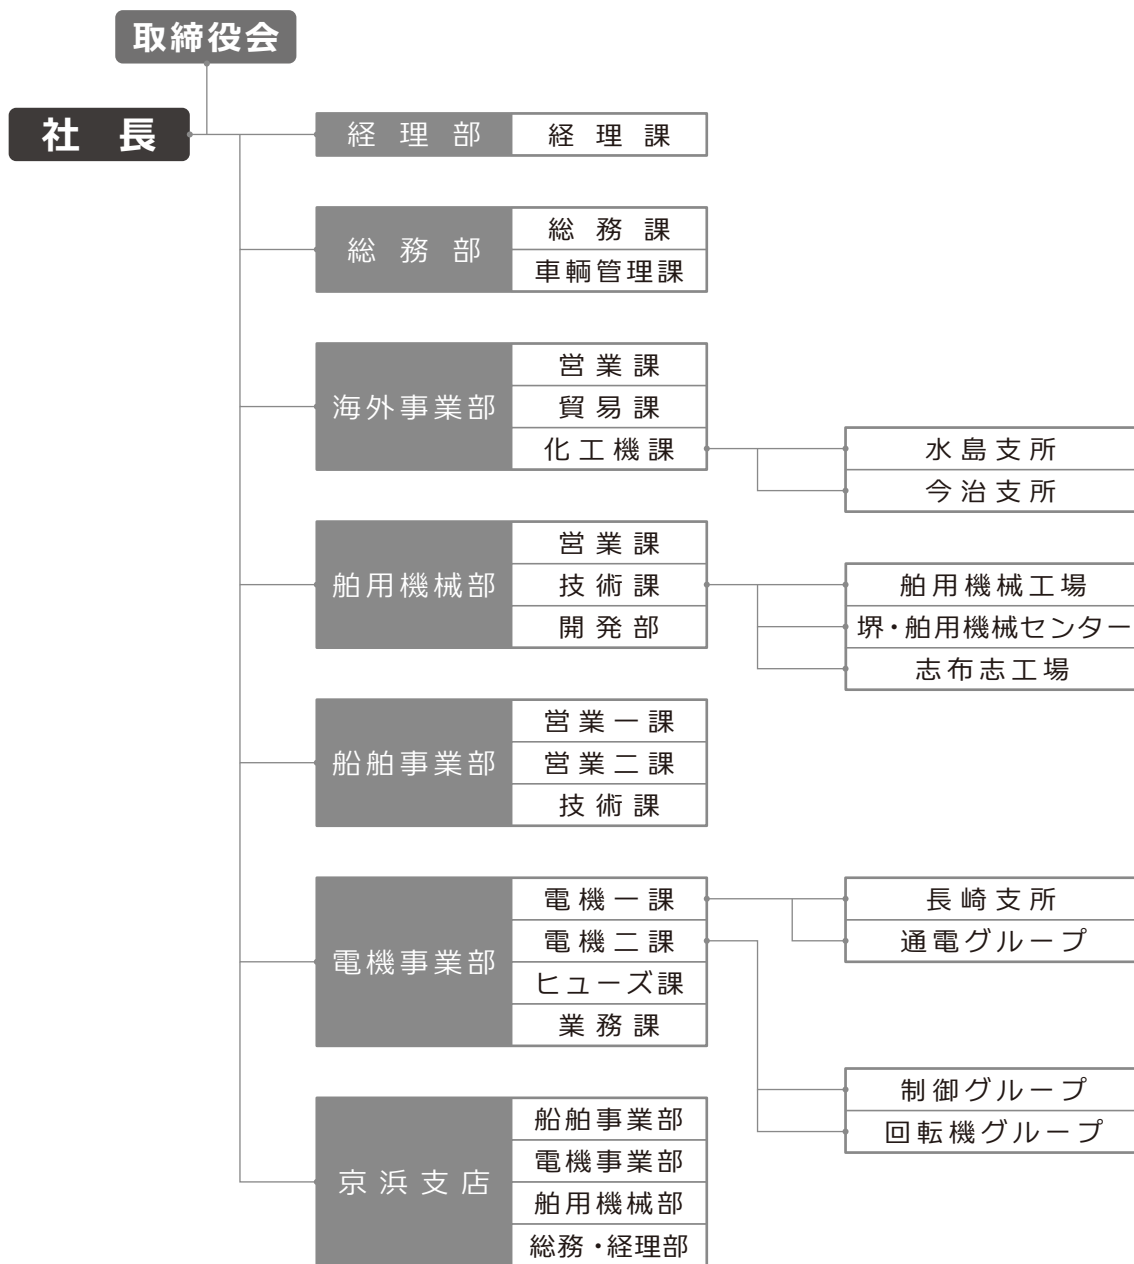 取締役会
社長
経理部
経理課
総務部
総務課
車輌管理課
海外事業部
営業課
貿易課
化工機課
水島支所
今治支所
舶用機械部
営業課
技術課
開発部
舶用機械工場
堺・舶用機械センター
志布志工場
船舶事業部
営業一課
営業二課
技術課
電機事業部
電機一課
電機二課
ヒューズ課
業務課
長崎支所
通電グループ
制御グループ
回転機グループ
京浜支店
船舶事業部
電機事業部
舶用機械部
総務・経理部